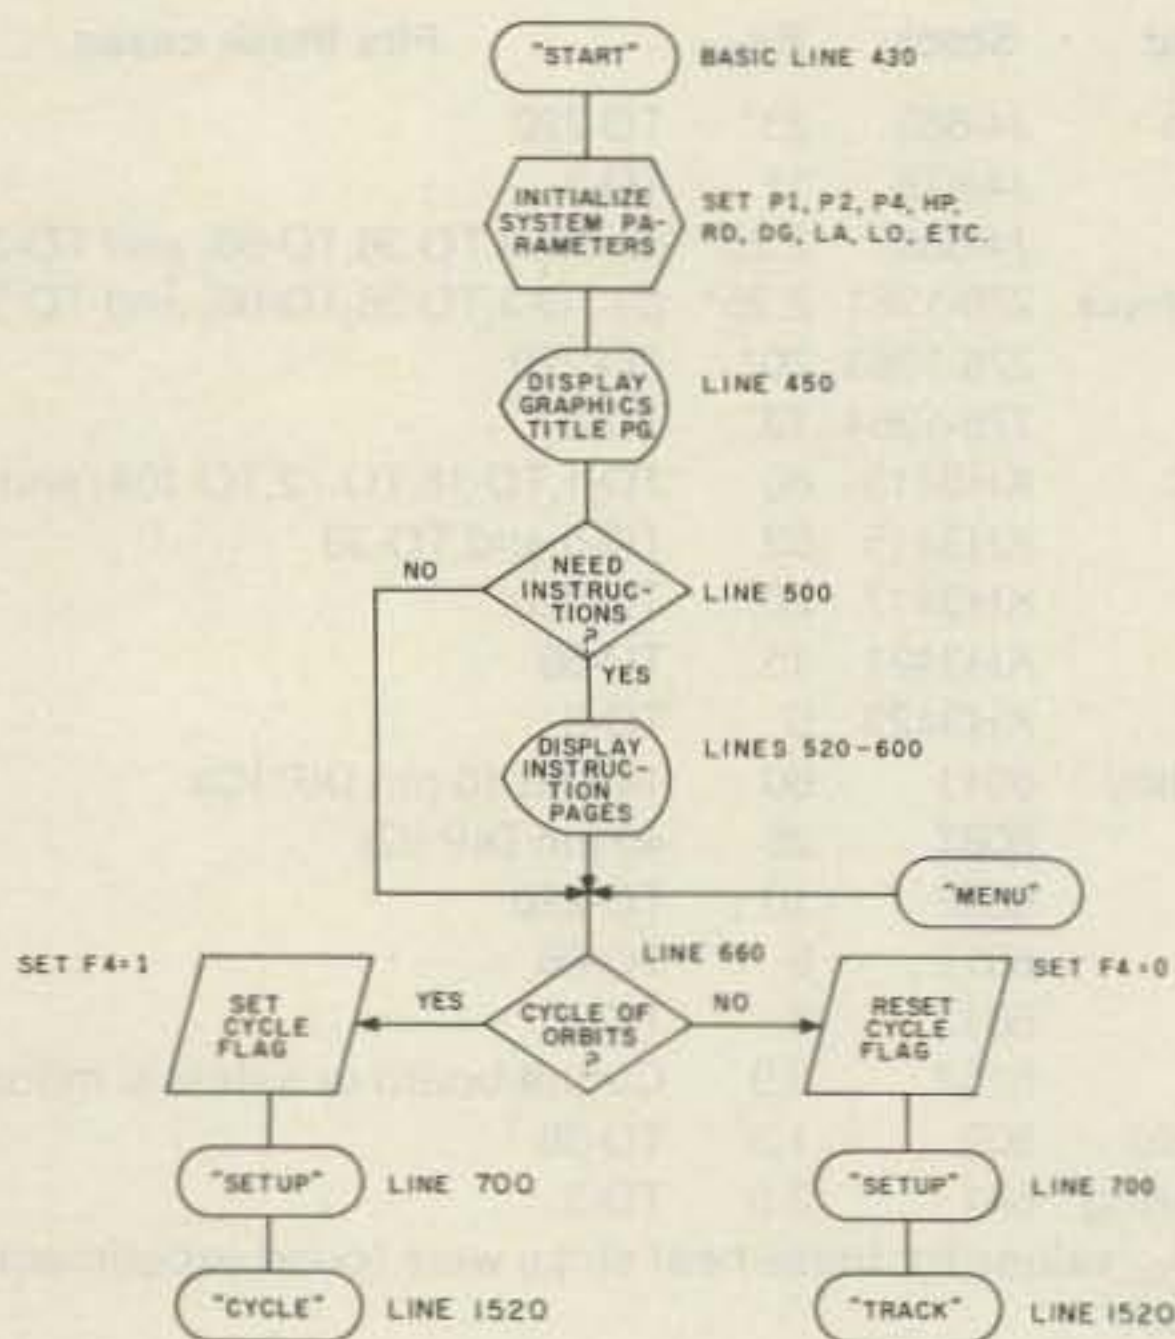 "START" BASIC LINE 430
INITIALIZE
SYSTEM PA-
RAMETERS
SET P1, P2, P4, HP,
RD, DG, LA, LO, ETC.
DISPLAY
GRAPHICS
TITLE PG.
LINE 450
NEED
INSTRUC-
TIONS
?
LINE 500
NO
YES
DISPLAY
INSTRUC-
TION
PAGES
LINES 520-600
"MENU"
LINE 660
CYCLE OF
ORBITS
?
YES
NO
SET F4=1
SET
CYCLE
FLAG
SET F4=0
RESET
CYCLE
FLAG
"SETUP" LINE 700
"SETUP" LINE 700
"CYCLE" LINE 1520
"TRACK" LINE 1520